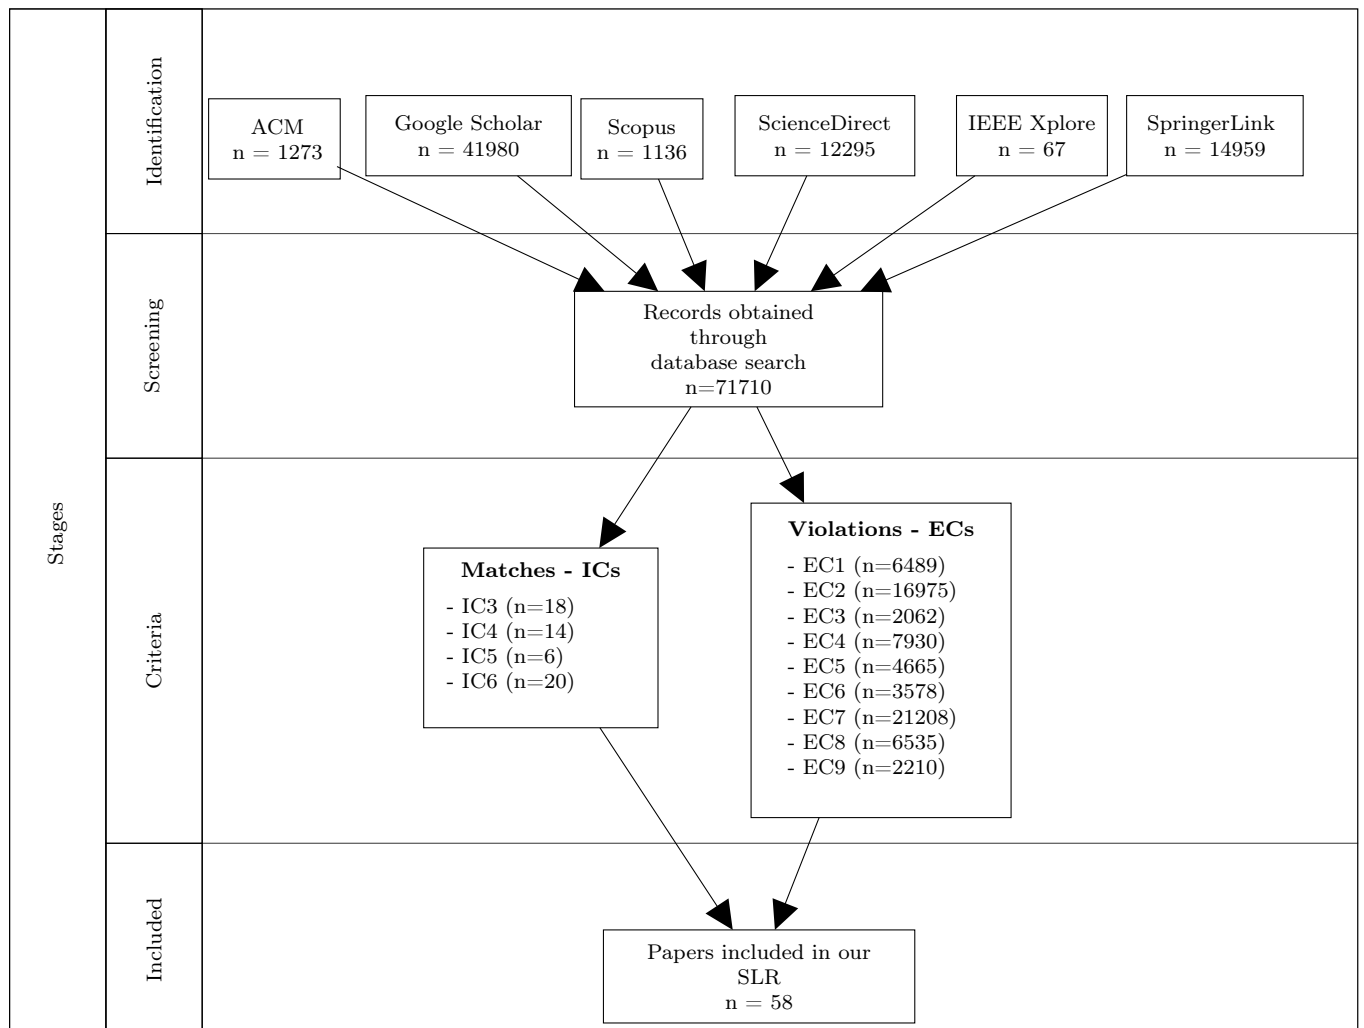 Stages
Identification
ACM
n = 1273
Google Scholar
n = 41980
Scopus
n = 1136
ScienceDirect
n = 12295
IEEE Xplore
n = 67
SpringerLink
n = 14959
Screening
Records obtained
through
database search
n=71710
Criteria
Matches - ICs
- IC3 (n=18)
- IC4 (n=14)
- IC5 (n=6)
- IC6 (n=20)
Violations - ECs
- EC1 (n=6489)
- EC2 (n=16975)
- EC3 (n=2062)
- EC4 (n=7930)
- EC5 (n=4665)
- EC6 (n=3578)
- EC7 (n=21208)
- EC8 (n=6535)
- EC9 (n=2210)
Included
Papers included in our
SLR
n = 58